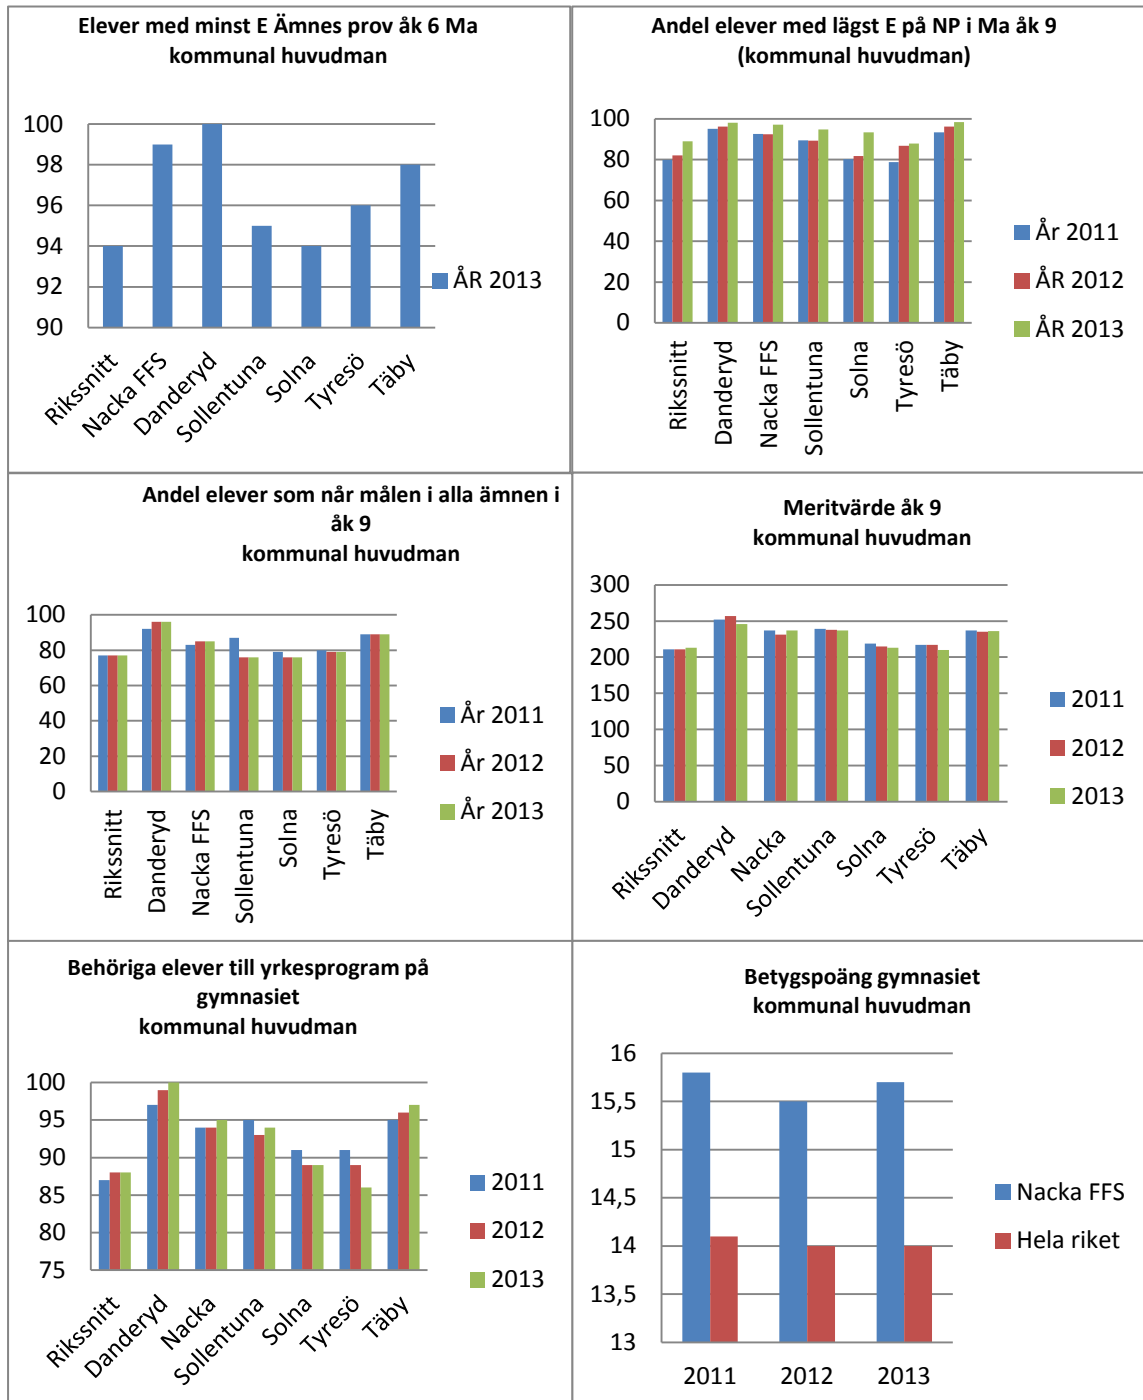 Elever med minst E Ämnes prov åk 6 Ma
kommunal huvudman
100
98
96
94
92
90
Rikssnitt
Nacka FFS
Danderyd
Sollentuna
Solna
Tyresö
Täby
ÅR 2013
Andel elever med lägst E på NP i Ma åk 9
(kommunal huvudman)
100
80
60
40
20
0
Rikssnitt
Danderyd
Nacka FFS
Sollentuna
Solna
Tyresö
Täby
År 2011
ÅR 2012
ÅR 2013
Andel elever som når målen i alla ämnen i
åk 9
kommunal huvudman
100
80
60
40
20
0
Rikssnitt
Danderyd
Nacka FFS
Sollentuna
Solna
Tyresö
Täby
År 2011
År 2012
År 2013
Meritvärde åk 9
kommunal huvudman
300
250
200
150
100
50
0
Rikssnitt
Danderyd
Nacka
Sollentuna
Solna
Tyresö
Täby
2011
2012
2013
Behöriga elever till yrkesprogram på
gymnasiet
kommunal huvudman
100
95
90
85
80
75
Rikssnitt
Danderyd
Nacka
Sollentuna
Solna
Tyresö
Täby
2011
2012
2013
Betygspoäng gymnasiet
kommunal huvudman
16
15,5
15
14,5
14
13,5
13
2011
2012
2013
Nacka FFS
Hela riket